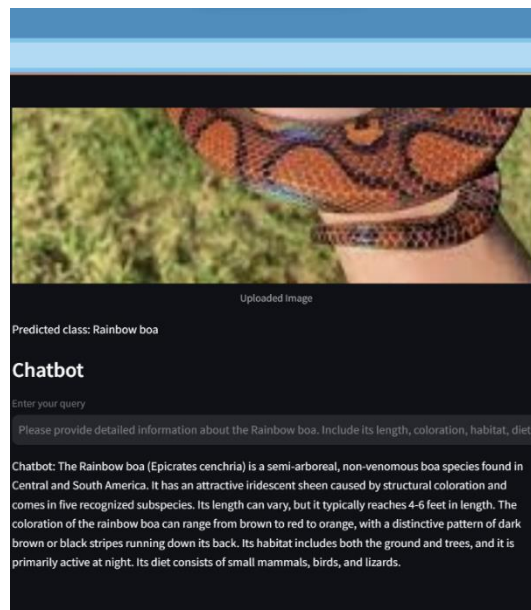 Uploaded Image
Predicted class: Rainbow boa
Chatbot
Enter your query
Please provide detailed information about the Rainbow boa. Include its length, coloration, habitat, diet
Chatbot: The Rainbow boa (Epicrates cenchria) is a semi-arboreal, non-venomous boa species found in
Central and South America. It has an attractive iridescent sheen caused by structural coloration and
comes in five recognized subspecies. Its length can vary, but it typically reaches 4-6 feet in length. The
coloration of the rainbow boa can range from brown to red to orange, with a distinctive pattern of dark
brown or black stripes running down its back. Its habitat includes both the ground and trees, and it is
primarily active at night. Its diet consists of small mammals, birds, and lizards.